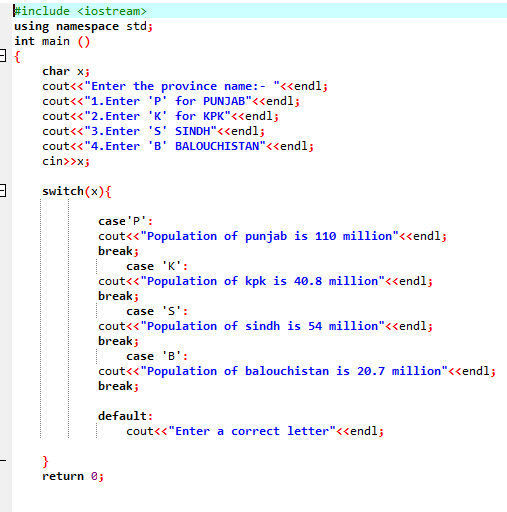 #include <iostream>
using namespace std;
int main ()
{
char x;
cout<<"Enter the province name:- "<<endl;
cout<<"1.Enter 'P' for PUNJAB"<<endl;
cout<<"2.Enter 'K' for KPK"<<endl;
cout<<"3.Enter 'S' SINDH"<<endl;
cout<<"4.Enter 'B' BALOUCHISTAN"<<endl;
cin>>x;
switch(x){
case'P':
cout<<"Population of punjab is 110 million"<<endl;
break;
case 'K':
cout<<"Population of kpk is 40.8 million"<<endl;
break;
case 'S':
cout<<"Population of sindh is 54 million"<<endl;
break;
case 'B':
cout<<"Population of balouchistan is 20.7 million"<<endl;
break;
default:
cout<<"Enter a correct letter"<<endl;
}
return 0;